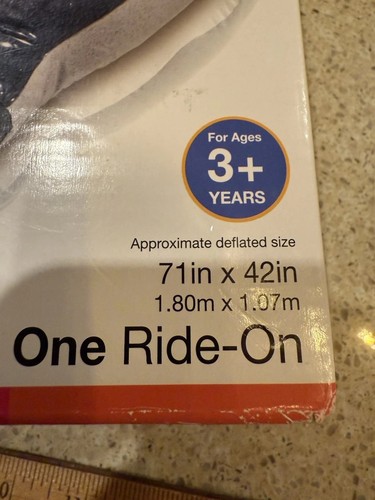 For Ages
3+
YEARS
Approximate deflated size
71in x 42in
1.80m x 1.07m
One Ride-On